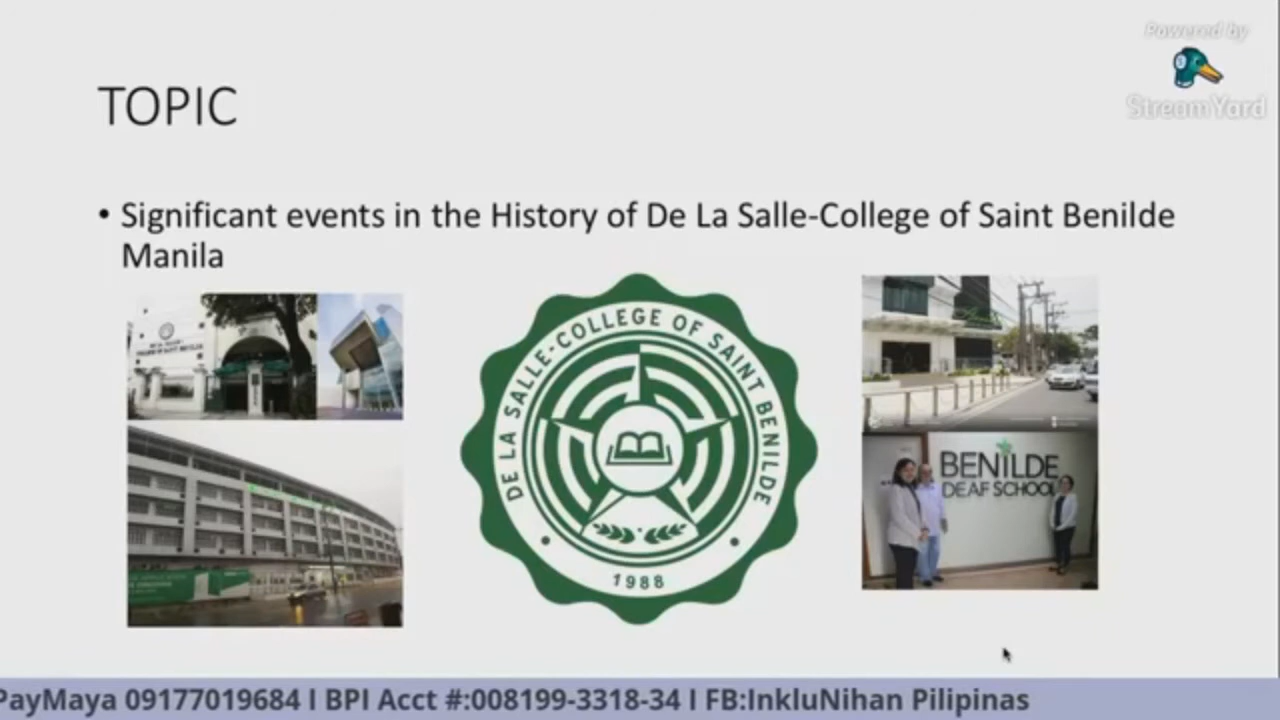 Powered by
StreamYard
TOPIC
• Significant events in the History of De La Salle-College of Saint Benilde
Manila
DE LA SALLE-COLLEGE OF SAINT BENILDE
1988
BENILDE
DEAF SCHOOL
PayMaya 09177019684 I BPI Acct #:008199-3318-34 I FB:InkluNihan Pilipinas